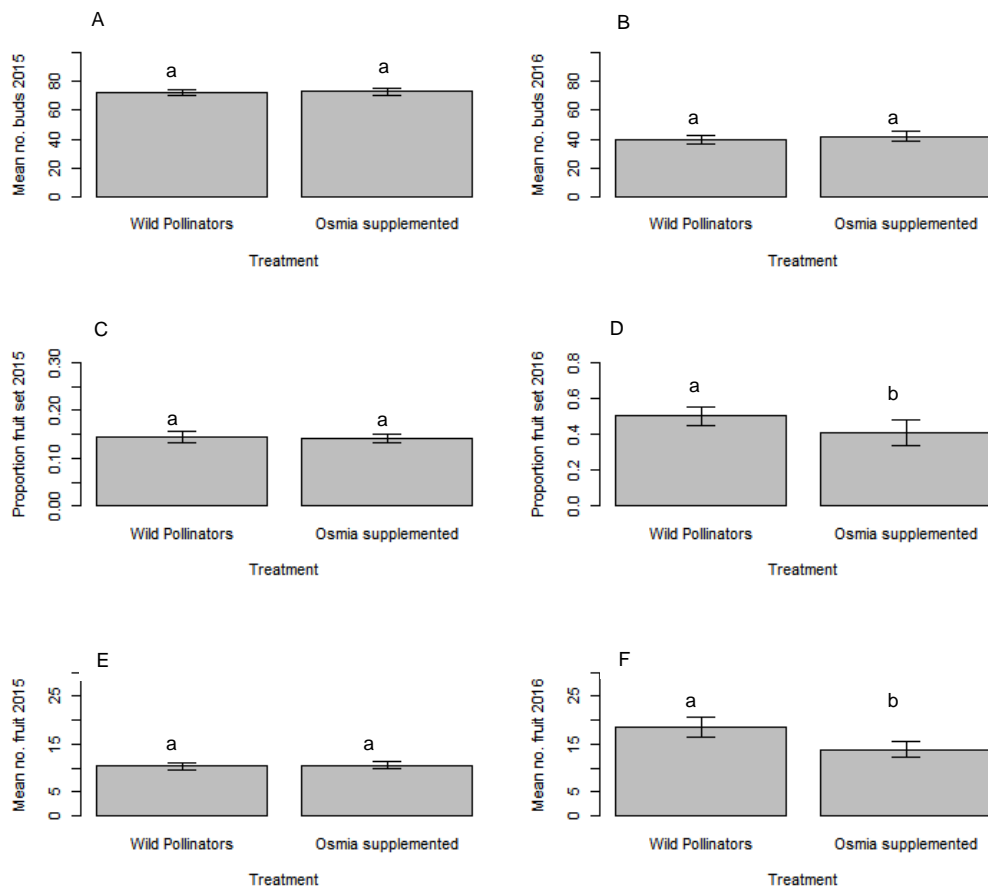 A
Mean no. buds 2015
0 20 40 60 80
a a
Wild Pollinators Osmia supplemented
Treatment
B
Mean no. buds 2016
0 20 40 60 80
a a
Wild Pollinators Osmia supplemented
Treatment
C
Proportion fruit set 2015
0.00 0.10 0.20 0.30
a a
Wild Pollinators Osmia supplemented
Treatment
D
Proportion fruit set 2016
0.0 0.2 0.4 0.6 0.8
a b
Wild Pollinators Osmia supplemented
Treatment
E
Mean no. fruit 2015
0 5 15 25
a a
Wild Pollinators Osmia supplemented
Treatment
F
Mean no. fruit 2016
0 5 15 25
a b
Wild Pollinators Osmia supplemented
Treatment